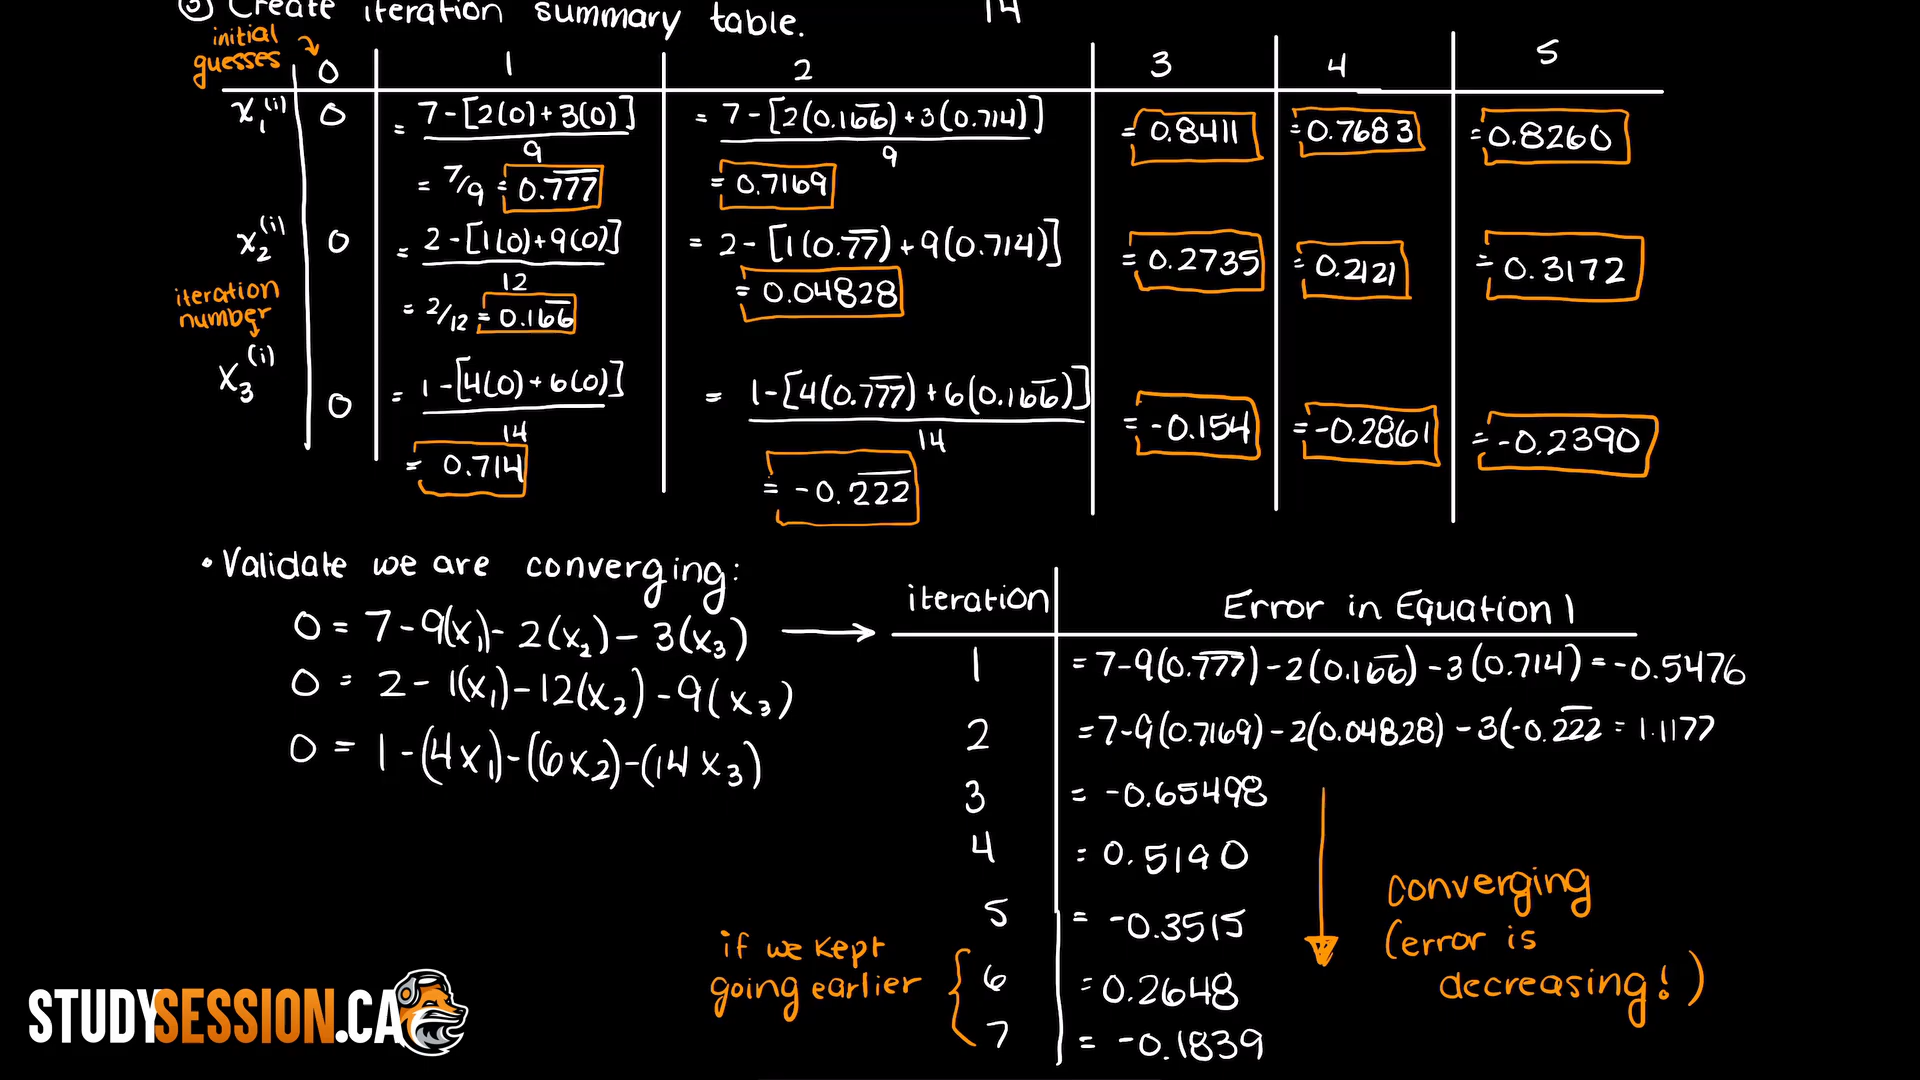 ③ Create iteration summary table.
14
initial guesses
0 1 2 3 4 5
x₁⁽ⁱ⁾ 0 = 7-[2(0)+3(0)] / 9 = 7-[2(0.166)+3(0.714)] / 9 = 0.8411 = 0.7683 = 0.8260
= 7/9 = 0.777 = 0.7169
x₂⁽ⁱ⁾ 0 = 2-[1(0)+9(0)] / 12 = 2-[1(0.77)+9(0.714)] = 0.2735 = 0.2121 = 0.3172
= 2/12 = 0.166 = 0.04828
iteration number
x₃⁽ⁱ⁾ 0 = 1-[4(0)+6(0)] / 14 = 1-[4(0.777)+6(0.166)] / 14 = -0.154 = -0.2861 = -0.2390
= 0.714 = -0.222
• Validate we are converging:
0 = 7-9(x₁)-2(x₂)-3(x₃)
0 = 2-1(x₁)-12(x₂)-9(x₃)
0 = 1-(4x₁)-(6x₂)-(14x₃)
iteration Error in Equation 1
1 = 7-9(0.777)-2(0.166)-3(0.714) = -0.5476
2 = 7-9(0.7169)-2(0.04828)-3(-0.222 = 1.1177
3 = -0.65498
4 = 0.5190
5 = -0.3515
6 = 0.2648
7 = -0.1839
if we kept
going earlier
converging
(error is
decreasing!)
STUDYSESSION.CA